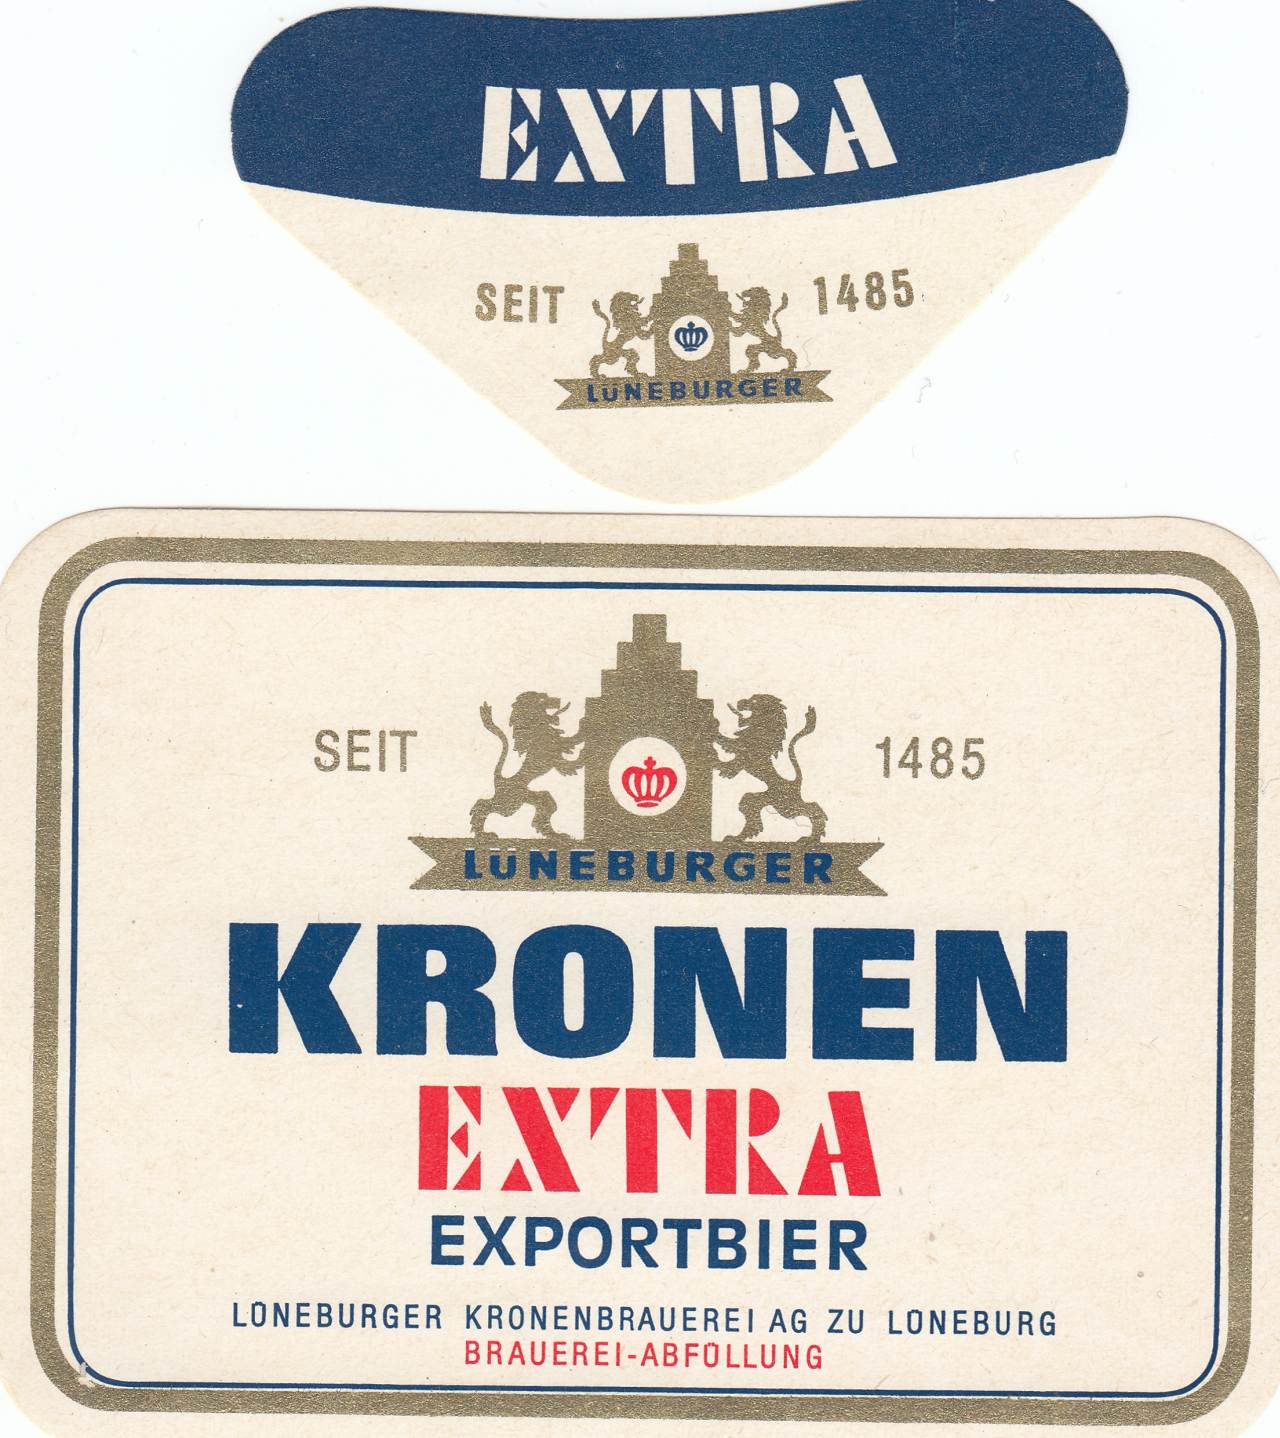 EXTRA
SEIT 1485
LÜNEBURGER
SEIT 1485
LÜNEBURGER
KRONEN
EXTRA
EXPORTBIER
LÜNEBURGER KRONENBRAUEREI AG ZU LÜNEBURG
BRAUEREI-ABFÜLLUNG